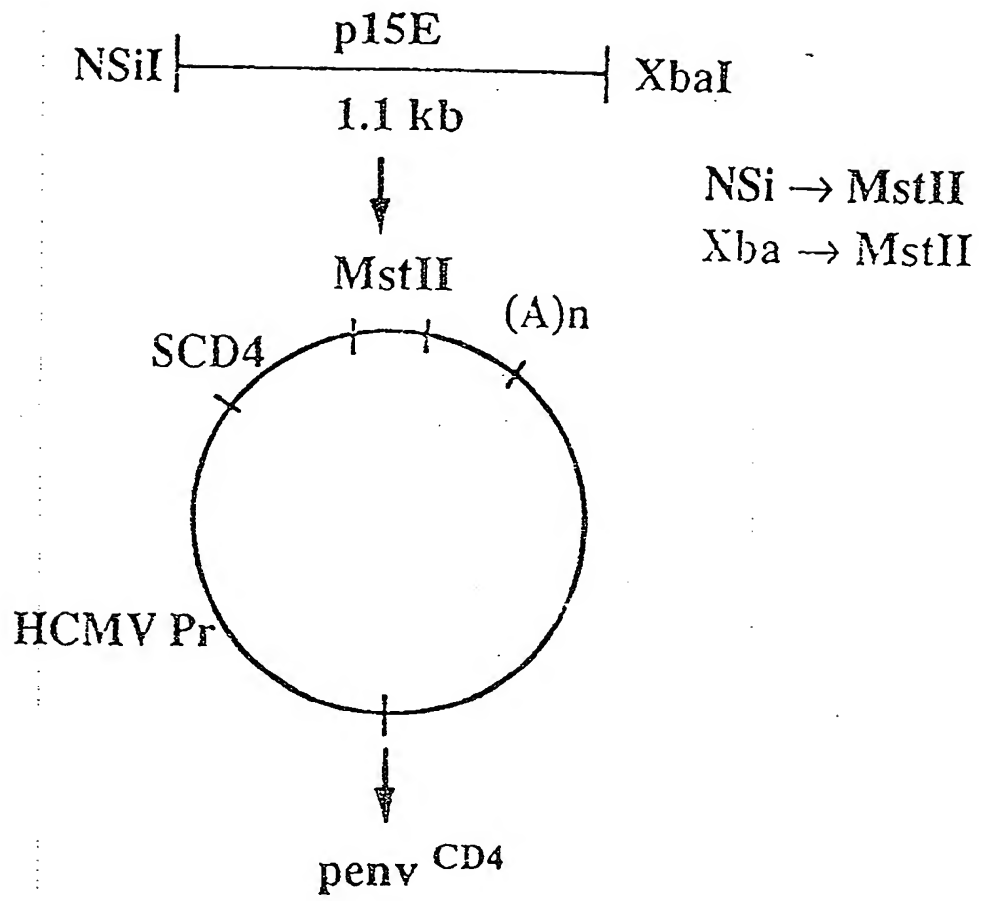 p15E
NSiI
XbaI
1.1 kb
NSi → MstII
Xba → MstII
MstII
(A)n
SCD4
HCMV Pr
penv CD4